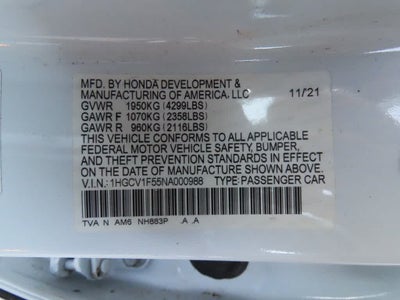 MFD. BY HONDA DEVELOPMENT &
MANUFACTURING OF AMERICA, LLC 11/21
GVWR 1950KG (4299LBS)
GAWR F 1070KG (2358LBS)
GAWR R 960KG (2116LBS)
THIS VEHICLE CONFORMS TO ALL APPLICABLE
FEDERAL MOTOR VEHICLE SAFETY, BUMPER,
AND THEFT PREVENTION STANDARDS IN EFFECT
ON THE DATE OF MANUFACTURE SHOWN ABOVE.
V.I.N.: 1HGCV1F55NA000988 TYPE: PASSENGER CAR
TVA N AM6 NH883P .A .A